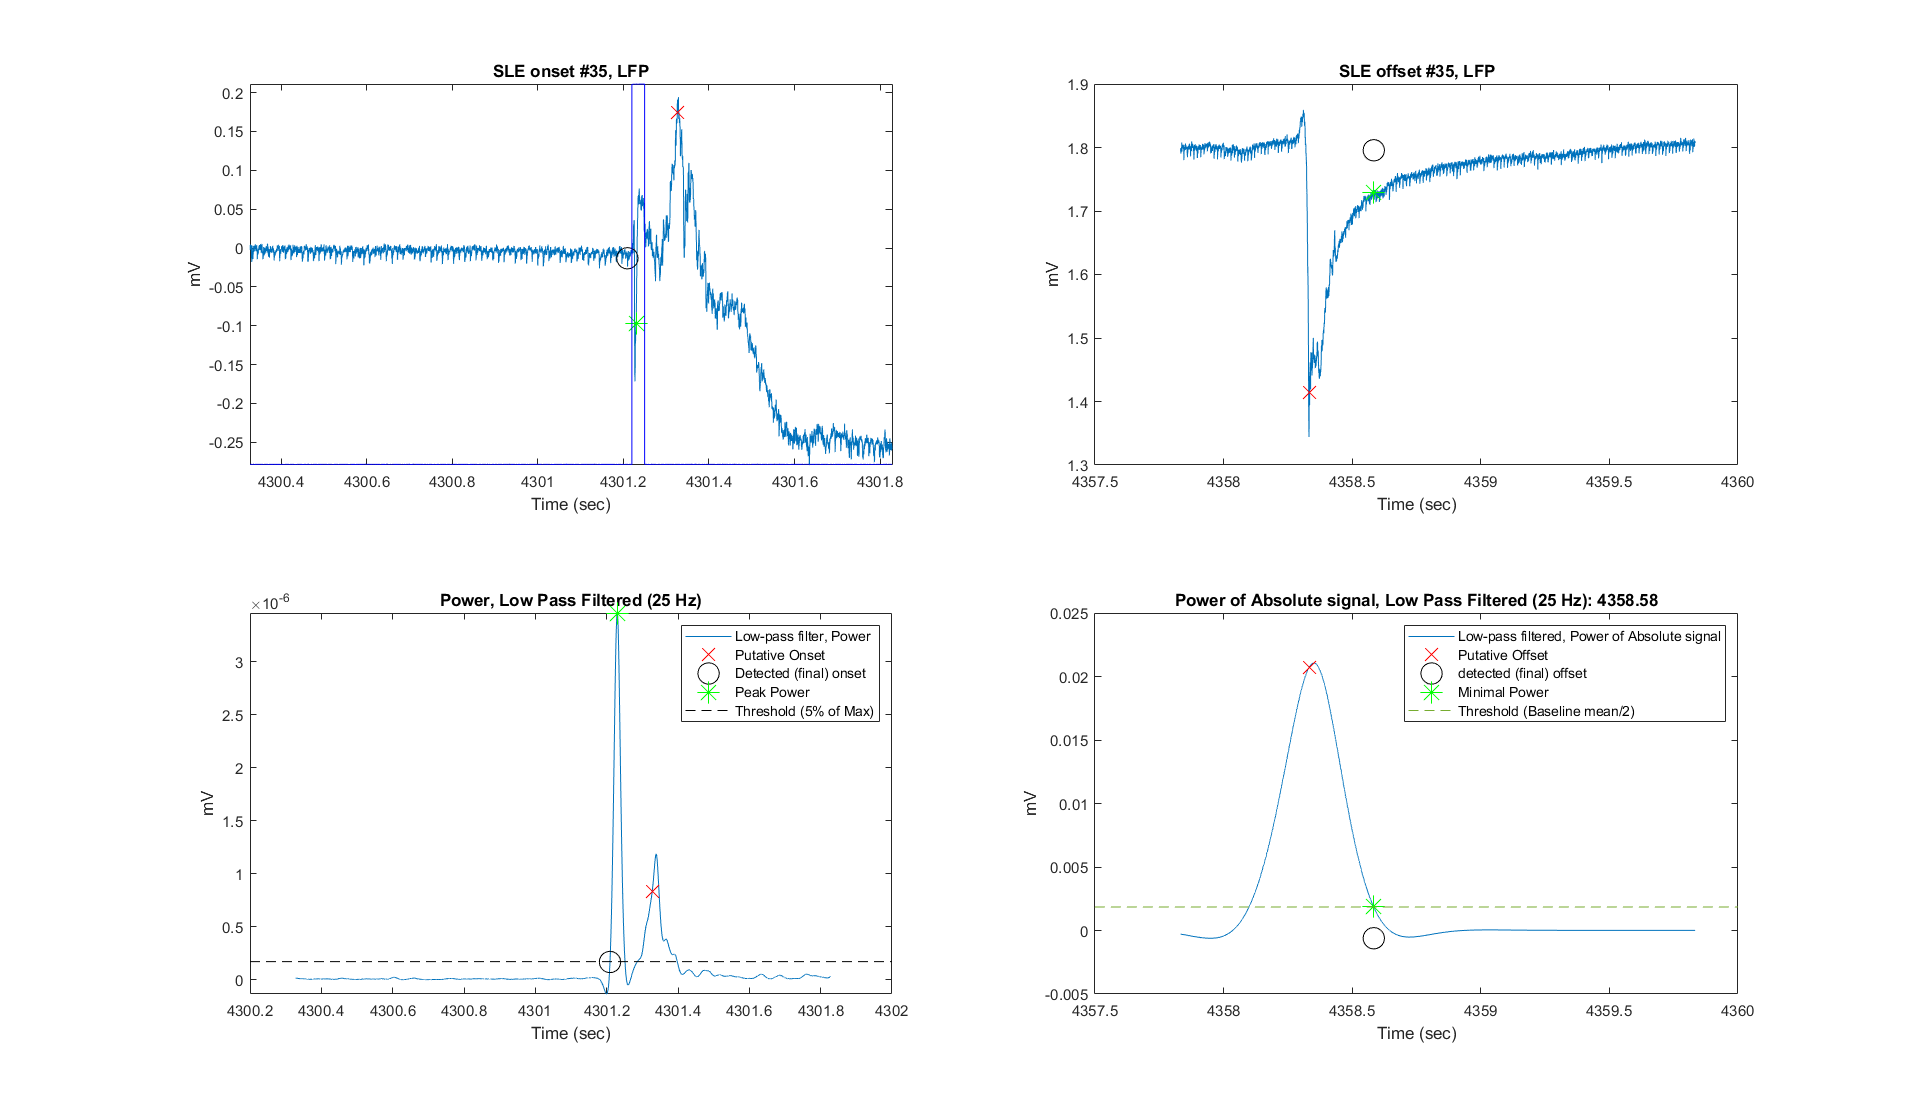 SLE onset #35, LFP
0.2
0.15
0.1
0.05
0
-0.05
-0.1
-0.15
-0.2
-0.25
mV
4300.4 4300.6 4300.8 4301 4301.2 4301.4 4301.6 4301.8
Time (sec)
SLE offset #35, LFP
1.9
1.8
1.7
1.6
1.5
1.4
1.3
mV
4357.5 4358 4358.5 4359 4359.5 4360
Time (sec)
Power, Low Pass Filtered (25 Hz)
×10⁻⁶
3
2.5
2
1.5
1
0.5
0
mV
Low-pass filter, Power
Putative Onset
Detected (final) onset
Peak Power
Threshold (5% of Max)
4300.2 4300.4 4300.6 4300.8 4301 4301.2 4301.4 4301.6 4301.8 4302
Time (sec)
Power of Absolute signal, Low Pass Filtered (25 Hz): 4358.58
0.025
0.02
0.015
0.01
0.005
0
-0.005
mV
Low-pass filtered, Power of Absolute signal
Putative Offset
detected (final) offset
Minimal Power
Threshold (Baseline mean/2)
4357.5 4358 4358.5 4359 4359.5 4360
Time (sec)